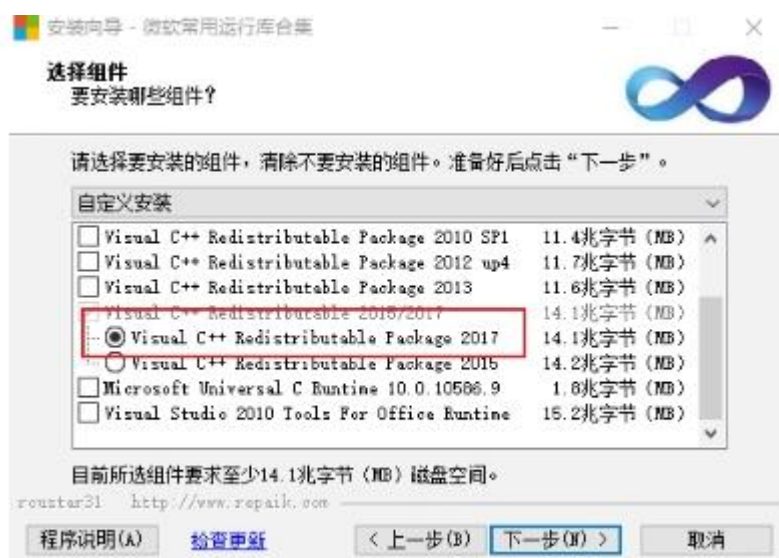 安装向导 - 微软常用运行库合集
选择组件
要安装哪些组件?
请选择要安装的组件,清除不要安装的组件。准备好后点击“下一步”。
自定义安装
Visual C++ Redistributable Package 2010 SP1 11.4兆字节 (MB)
Visual C++ Redistributable Package 2012 up4 11.7兆字节 (MB)
Visual C++ Redistributable Package 2013 11.6兆字节 (MB)
Visual C++ Redistributable 2015/2017 14.1兆字节 (MB)
Visual C++ Redistributable Package 2017 14.1兆字节 (MB)
Visual C++ Redistributable Package 2015 14.2兆字节 (MB)
Microsoft Universal C Runtime 10.0.10586.9 1.8兆字节 (MB)
Visual Studio 2010 Tools For Office Runtime 15.2兆字节 (MB)
目前所选组件要求至少14.1兆字节 (MB) 磁盘空间。
roustar31 http://www.repaik.com
程序说明(A) 检查更新 < 上一步(B) 下一步(N) > 取消